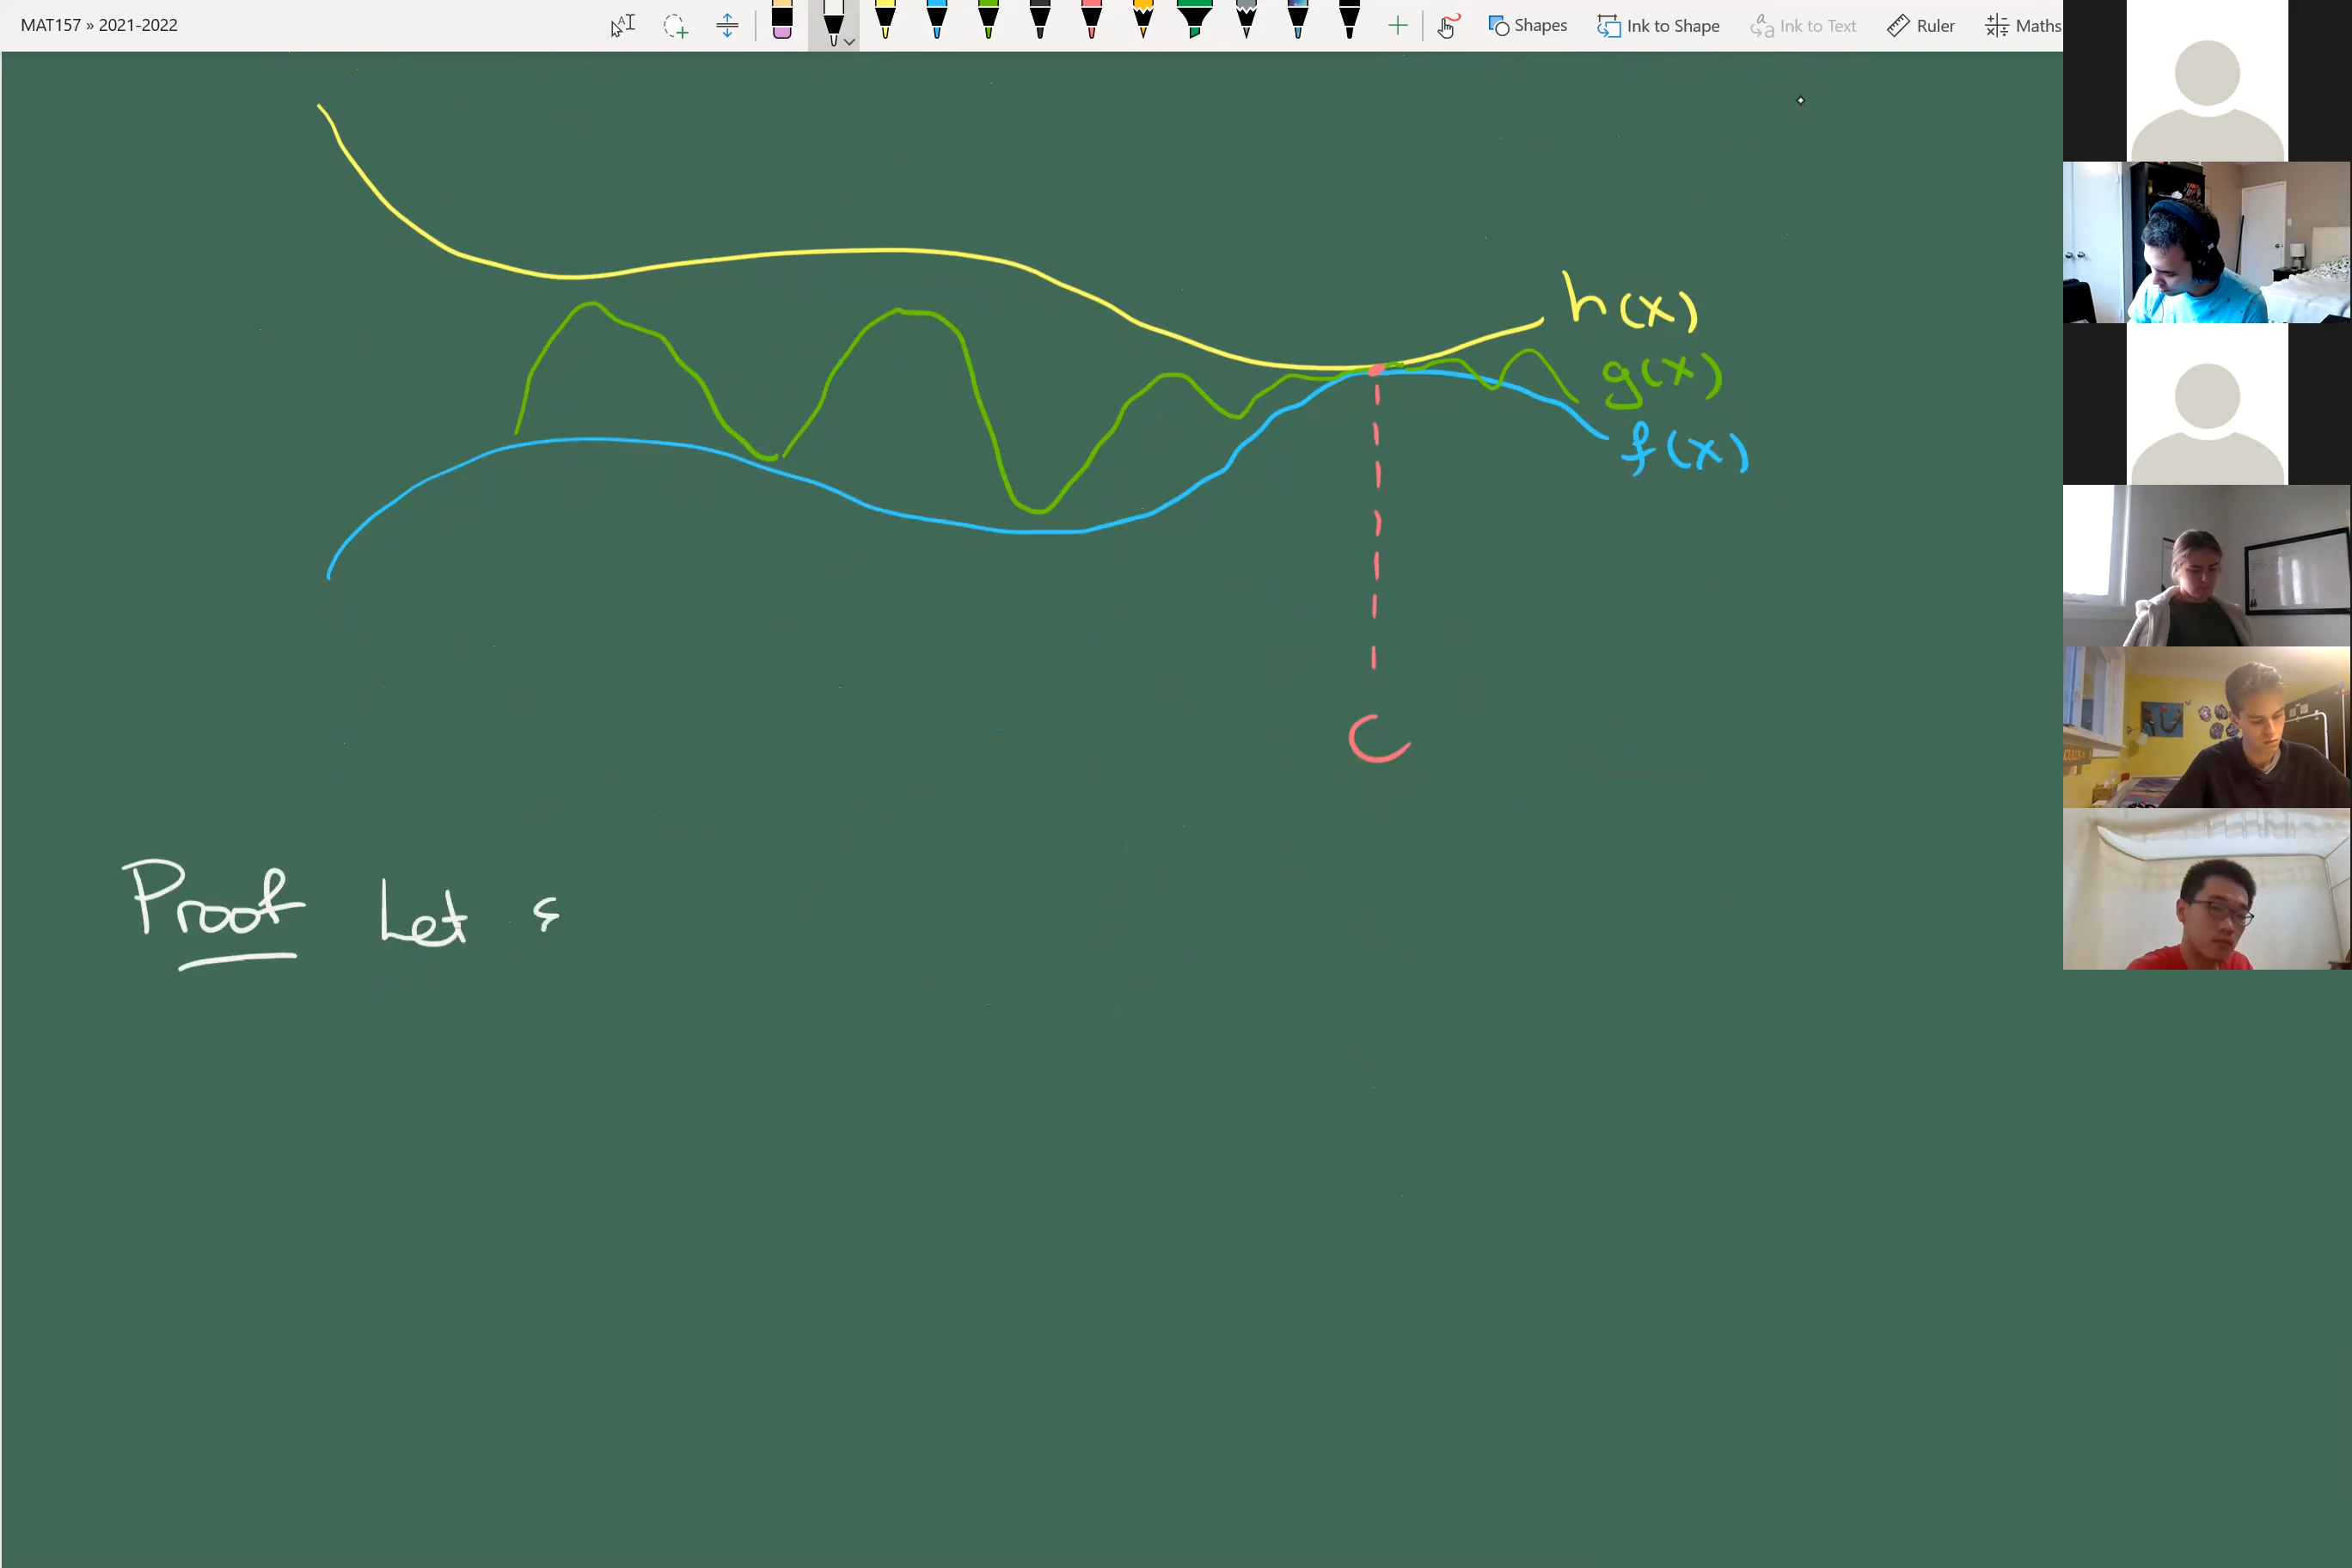 MAT157 » 2021-2022
Shapes
Ink to Shape
Ink to Text
Ruler
Maths
h(x)
g(x)
f(x)
c
Proof Let ε